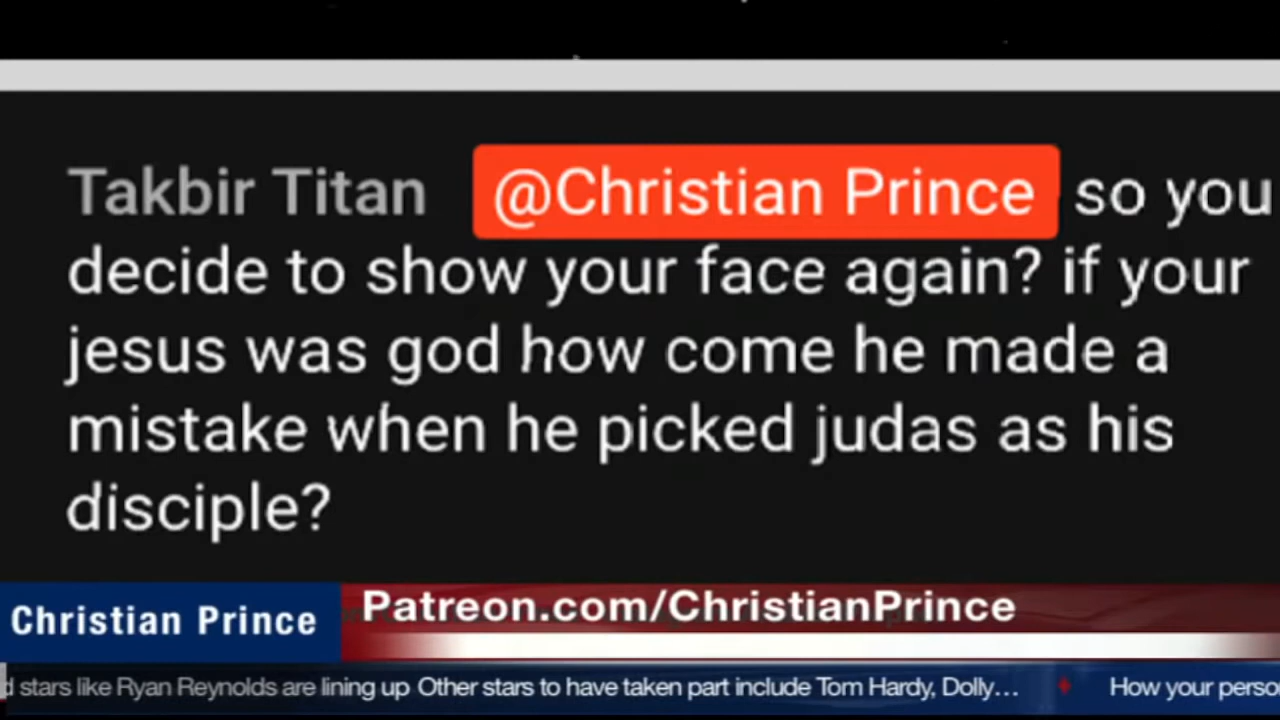 Takbir Titan @Christian Prince so you
decide to show your face again? if your
jesus was god how come he made a
mistake when he picked judas as his
disciple?
Christian Prince
Patreon.com/ChristianPrince
d stars like Ryan Reynolds are lining up Other stars to have taken part include Tom Hardy, Dolly... How your perso